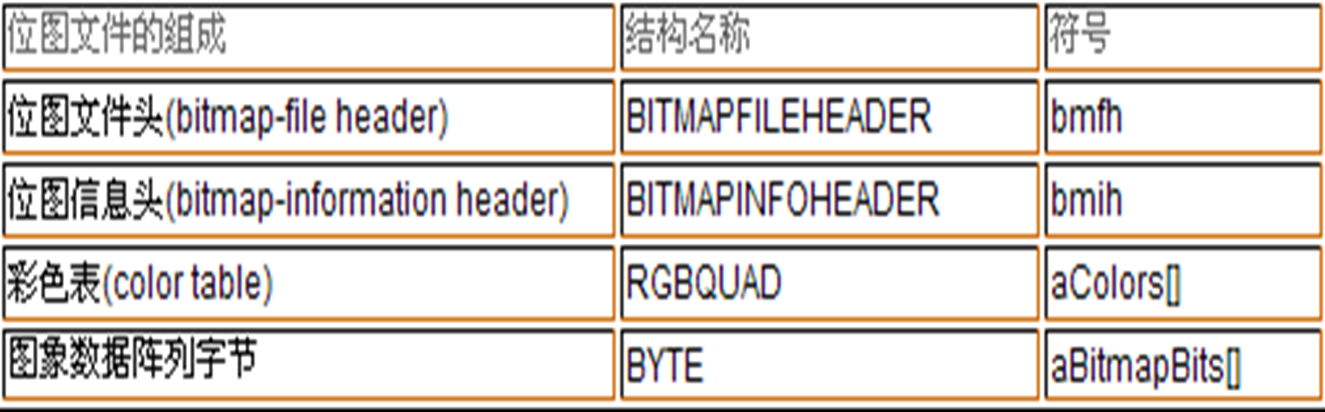 位图文件的组成 结构名称 符号
位图文件头(bitmap-file header) BITMAPFILEHEADER bmfh
位图信息头(bitmap-information header) BITMAPINFOHEADER bmih
彩色表(color table) RGBQUAD aColors[]
图象数据阵列字节 BYTE aBitmapBits[]